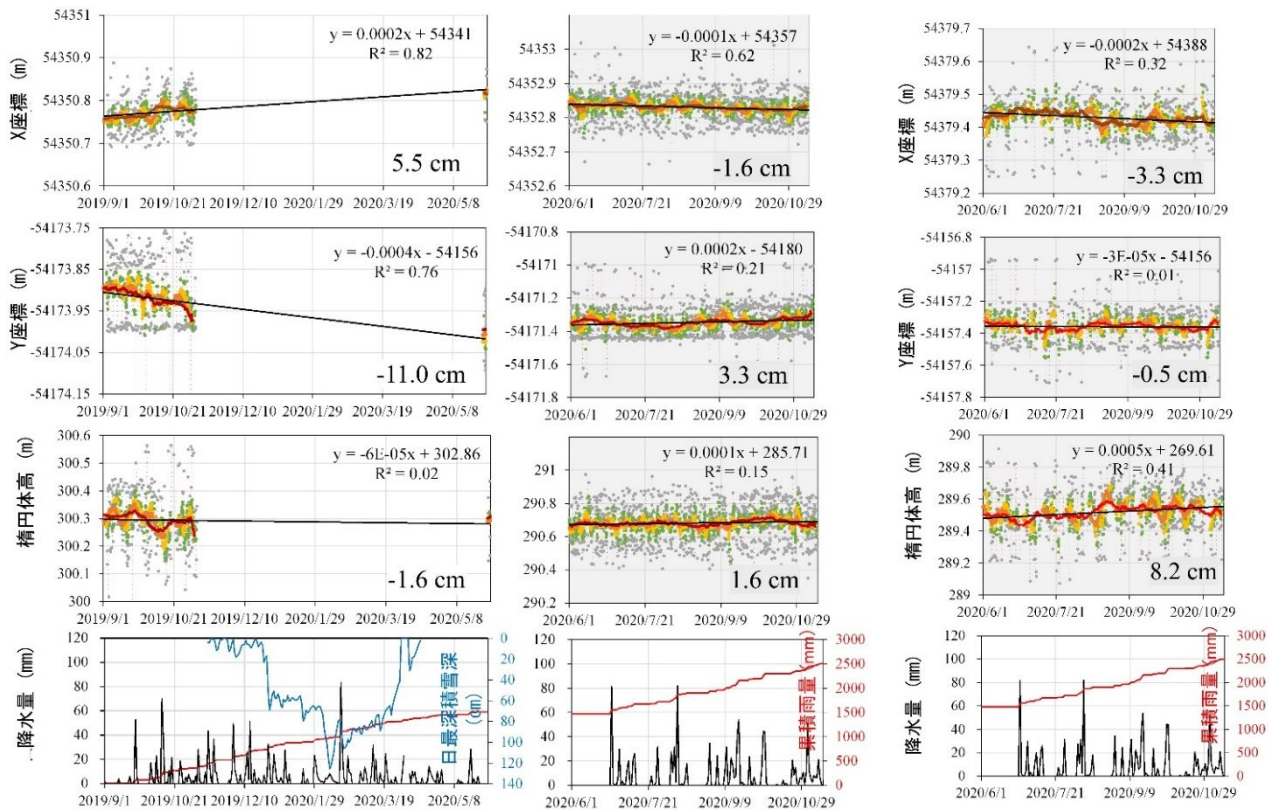 X座標 (m)
54351
54350.9
54350.8
54350.7
54350.6
y = 0.0002x + 54341
R² = 0.82
5.5 cm
2019/9/1 2019/10/21 2019/12/10 2020/1/29 2020/3/19 2020/5/8
54353
54352.9
54352.8
54352.7
54352.6
y = -0.0001x + 54357
R² = 0.62
-1.6 cm
2020/6/1 2020/7/21 2020/9/9 2020/10/29
X座標 (m)
54379.7
54379.6
54379.5
54379.4
54379.3
54379.2
y = -0.0002x + 54388
R² = 0.32
-3.3 cm
2020/6/1 2020/7/21 2020/9/9 2020/10/29
Y座標 (m)
-54173.75
-54173.85
-54173.95
-54174.05
-54174.15
y = -0.0004x - 54156
R² = 0.76
-11.0 cm
2019/9/1 2019/10/21 2019/12/10 2020/1/29 2020/3/19 2020/5/8
-54170.8
-54171
-54171.2
-54171.4
-54171.6
-54171.8
y = 0.0002x - 54180
R² = 0.21
3.3 cm
2020/6/1 2020/7/21 2020/9/9 2020/10/29
Y座標 (m)
-54156.8
-54157
-54157.2
-54157.4
-54157.6
-54157.8
y = -3E-05x - 54156
R² = 0.01
-0.5 cm
2020/6/1 2020/7/21 2020/9/9 2020/10/29
楕円体高 (m)
300.6
300.5
300.4
300.3
300.2
300.1
300
y = -6E-05x + 302.86
R² = 0.02
-1.6 cm
2019/9/1 2019/10/21 2019/12/10 2020/1/29 2020/3/19 2020/5/8
291.2
291
290.8
290.6
290.4
290.2
y = 0.0001x + 285.71
R² = 0.15
1.6 cm
2020/6/1 2020/7/21 2020/9/9 2020/10/29
楕円体高 (m)
290
289.8
289.6
289.4
289.2
289
y = 0.0005x + 269.61
R² = 0.41
8.2 cm
2020/6/1 2020/7/21 2020/9/9 2020/10/29
降水量 (mm)
120
100
80
60
40
20
0
0
20
40
60
80
100
120
140
日最深積雪深
(cm)
2019/9/1 2019/10/21 2019/12/10 2020/1/29 2020/3/19 2020/5/8
120
100
80
60
40
20
0
3000
2500
2000
1500
1000
500
0
累積雨量 (mm)
2020/6/1 2020/7/21 2020/9/9 2020/10/29
降水量 (mm)
120
100
80
60
40
20
0
3000
2500
2000
1500
1000
500
0
累積雨量 (mm)
2020/6/1 2020/7/21 2020/9/9 2020/10/29